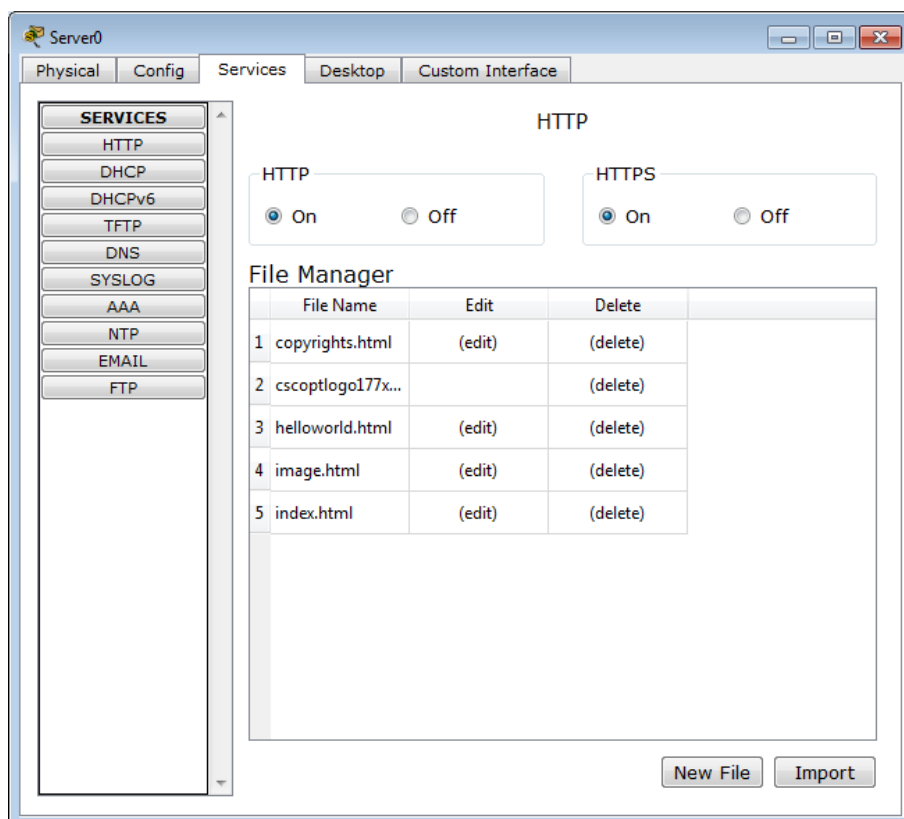 Server0
Physical Config Services Desktop Custom Interface
SERVICES
HTTP
DHCP
DHCPv6
TFTP
DNS
SYSLOG
AAA
NTP
EMAIL
FTP
HTTP
HTTP HTTPS
On Off On Off
File Manager
File Name Edit Delete
1 copyrights.html (edit) (delete)
2 cscoptlogo177x... (delete)
3 helloworld.html (edit) (delete)
4 image.html (edit) (delete)
5 index.html (edit) (delete)
New File Import